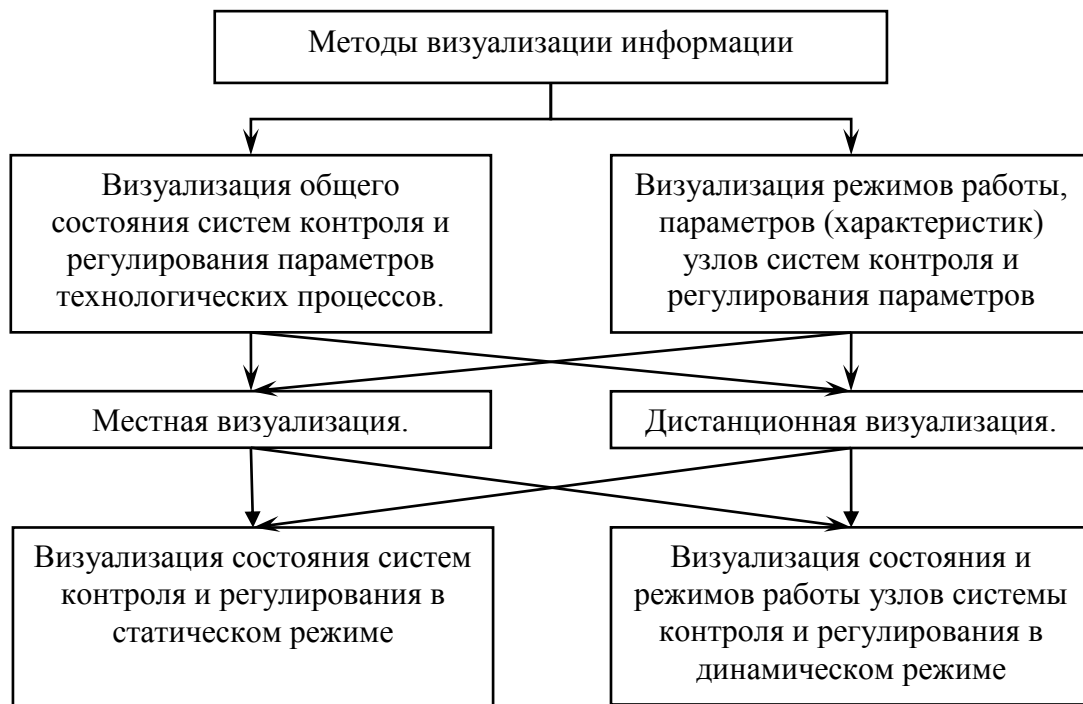 Методы визуализации информации
Визуализация общего
состояния систем контроля и
регулирования параметров
технологических процессов.
Визуализация режимов работы,
параметров (характеристик)
узлов систем контроля и
регулирования параметров
Местная визуализация.
Дистанционная визуализация.
Визуализация состояния систем
контроля и регулирования в
статическом режиме
Визуализация состояния и
режимов работы узлов системы
контроля и регулирования в
динамическом режиме